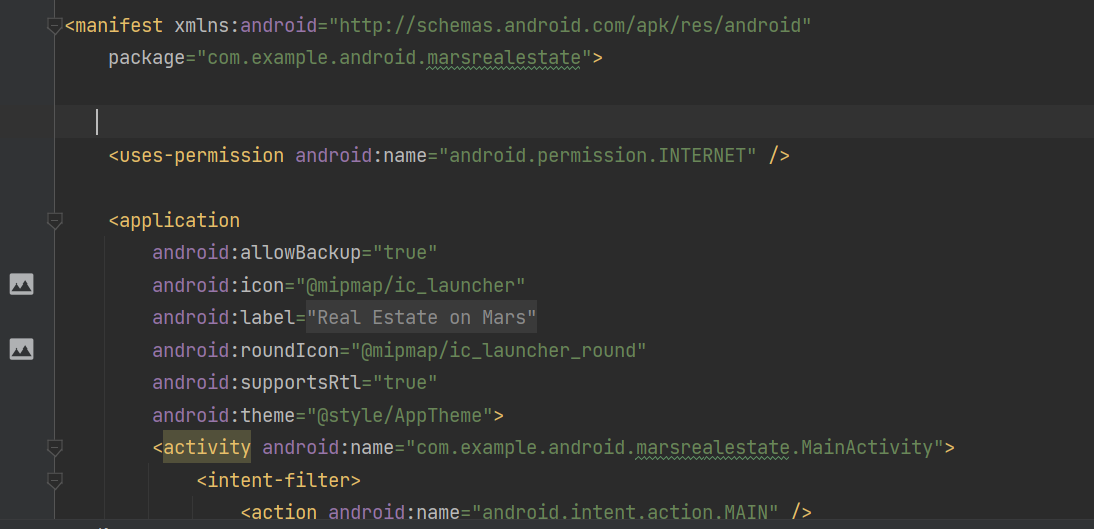 <manifest xmlns:android="http://schemas.android.com/apk/res/android"
package="com.example.android.marsrealestate">
<uses-permission android:name="android.permission.INTERNET" />
<application
android:allowBackup="true"
android:icon="@mipmap/ic_launcher"
android:label="Real Estate on Mars"
android:roundIcon="@mipmap/ic_launcher_round"
android:supportsRtl="true"
android:theme="@style/AppTheme">
<activity android:name="com.example.android.marsrealestate.MainActivity">
<intent-filter>
<action android:name="android.intent.action.MAIN" />